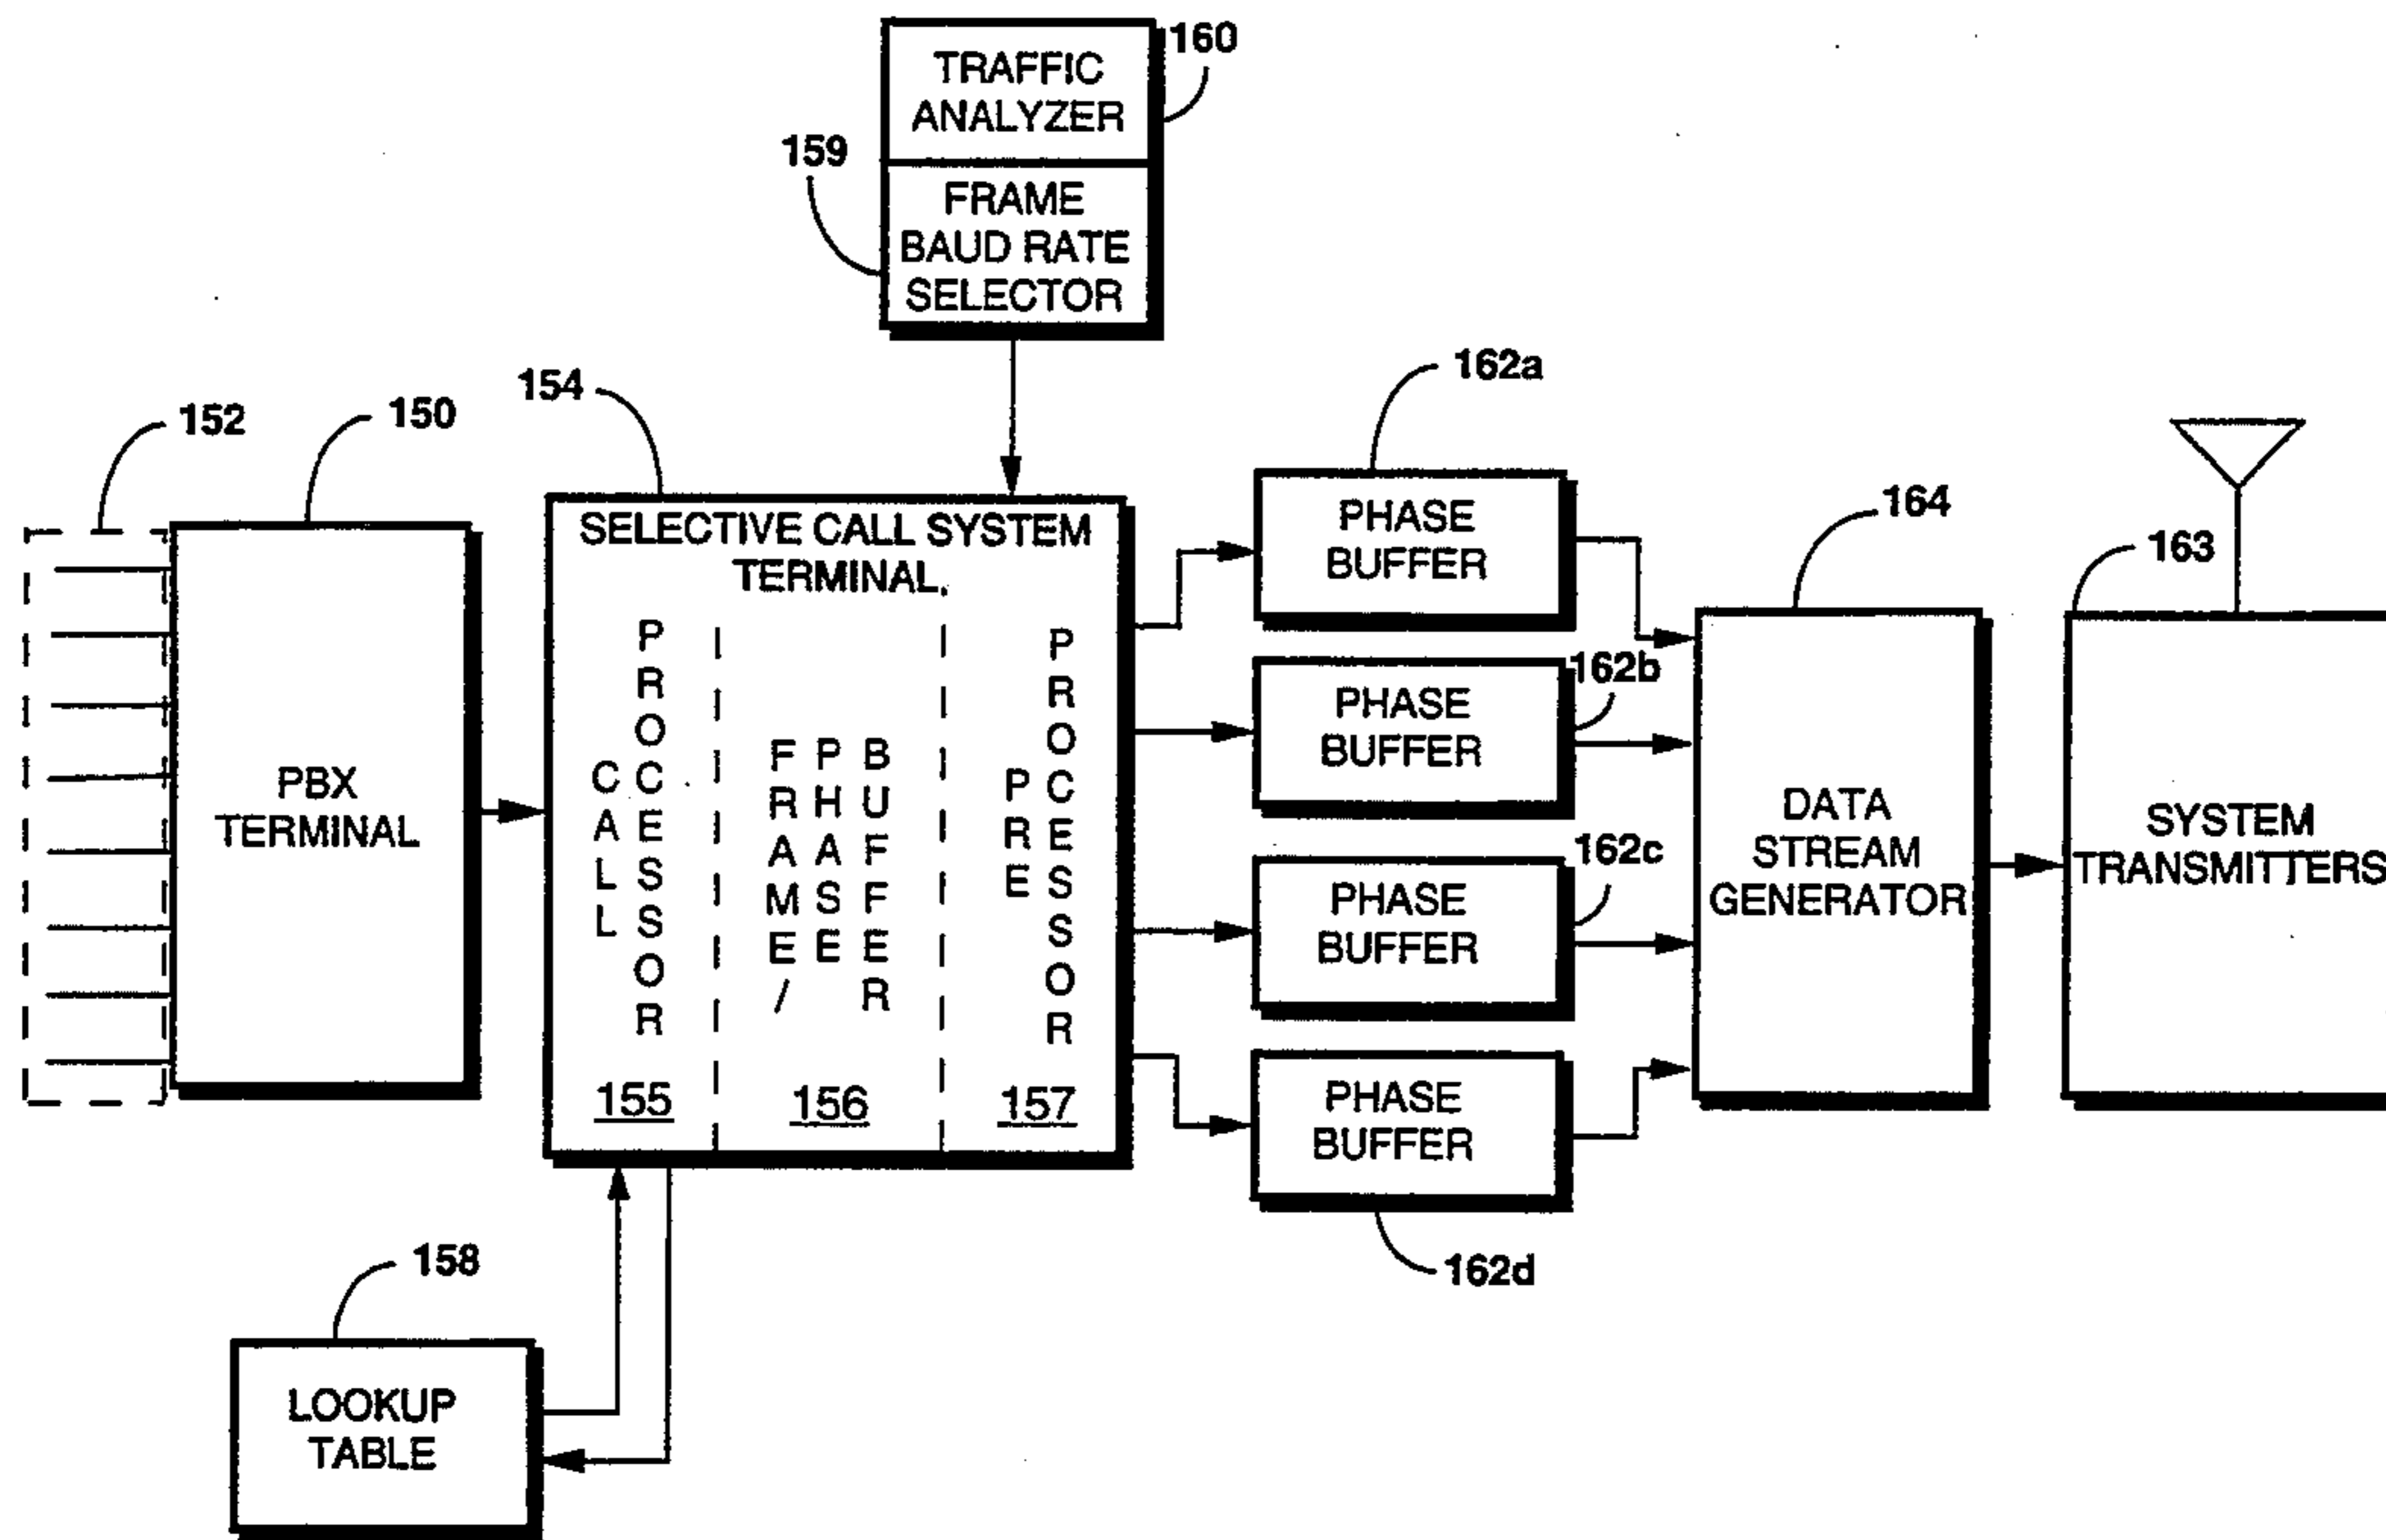 160
TRAFFIC
ANALYZER
159
FRAME
BAUD RATE
SELECTOR
152
150
154
162a
164
163
PBX
TERMINAL
SELECTIVE CALL SYSTEM
TERMINAL
CALL
PROCESSOR
155
FRAME/
PHASE
BUFFER
156
PRE
PROCESSOR
157
PHASE
BUFFER
162b
PHASE
BUFFER
162c
PHASE
BUFFER
PHASE
BUFFER
162d
DATA
STREAM
GENERATOR
SYSTEM
TRANSMITTERS
158
LOOKUP
TABLE